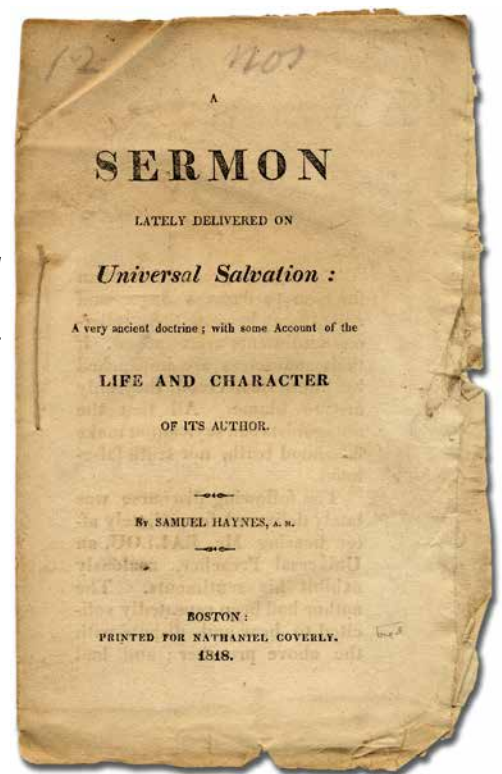 12 nos
A
SERMON
LATELY DELIVERED ON
Universal Salvation :
A very ancient doctrine ; with some Account of the
LIFE AND CHARACTER
OF ITS AUTHOR.
BY SAMUEL HAYNES, A. M.
BOSTON :
PRINTED FOR NATHANIEL COVERLY.
1818.